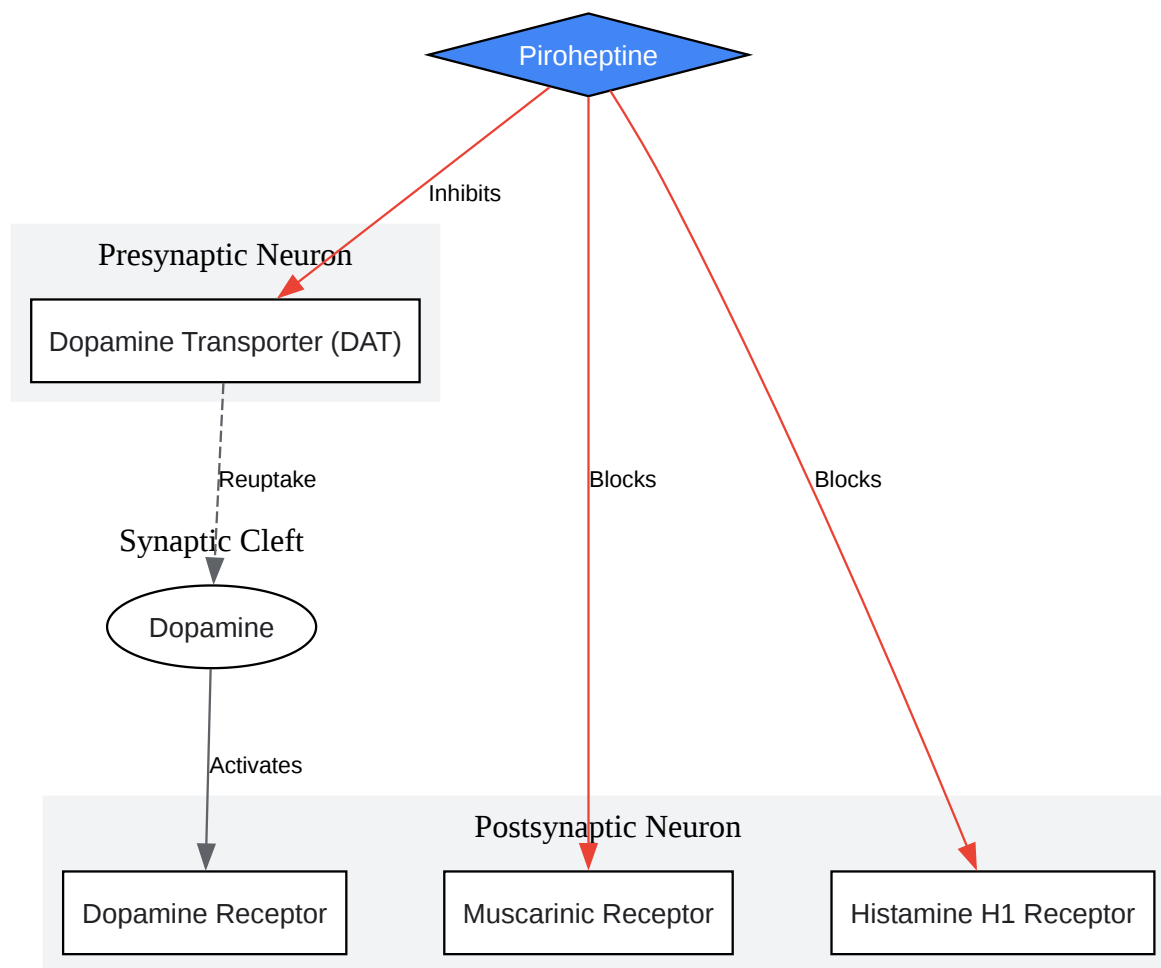 Piroheptine
Inhibits
Presynaptic Neuron
Dopamine Transporter (DAT)
Reuptake
Blocks
Blocks
Synaptic Cleft
Dopamine
Activates
Postsynaptic Neuron
Dopamine Receptor
Muscarinic Receptor
Histamine H1 Receptor